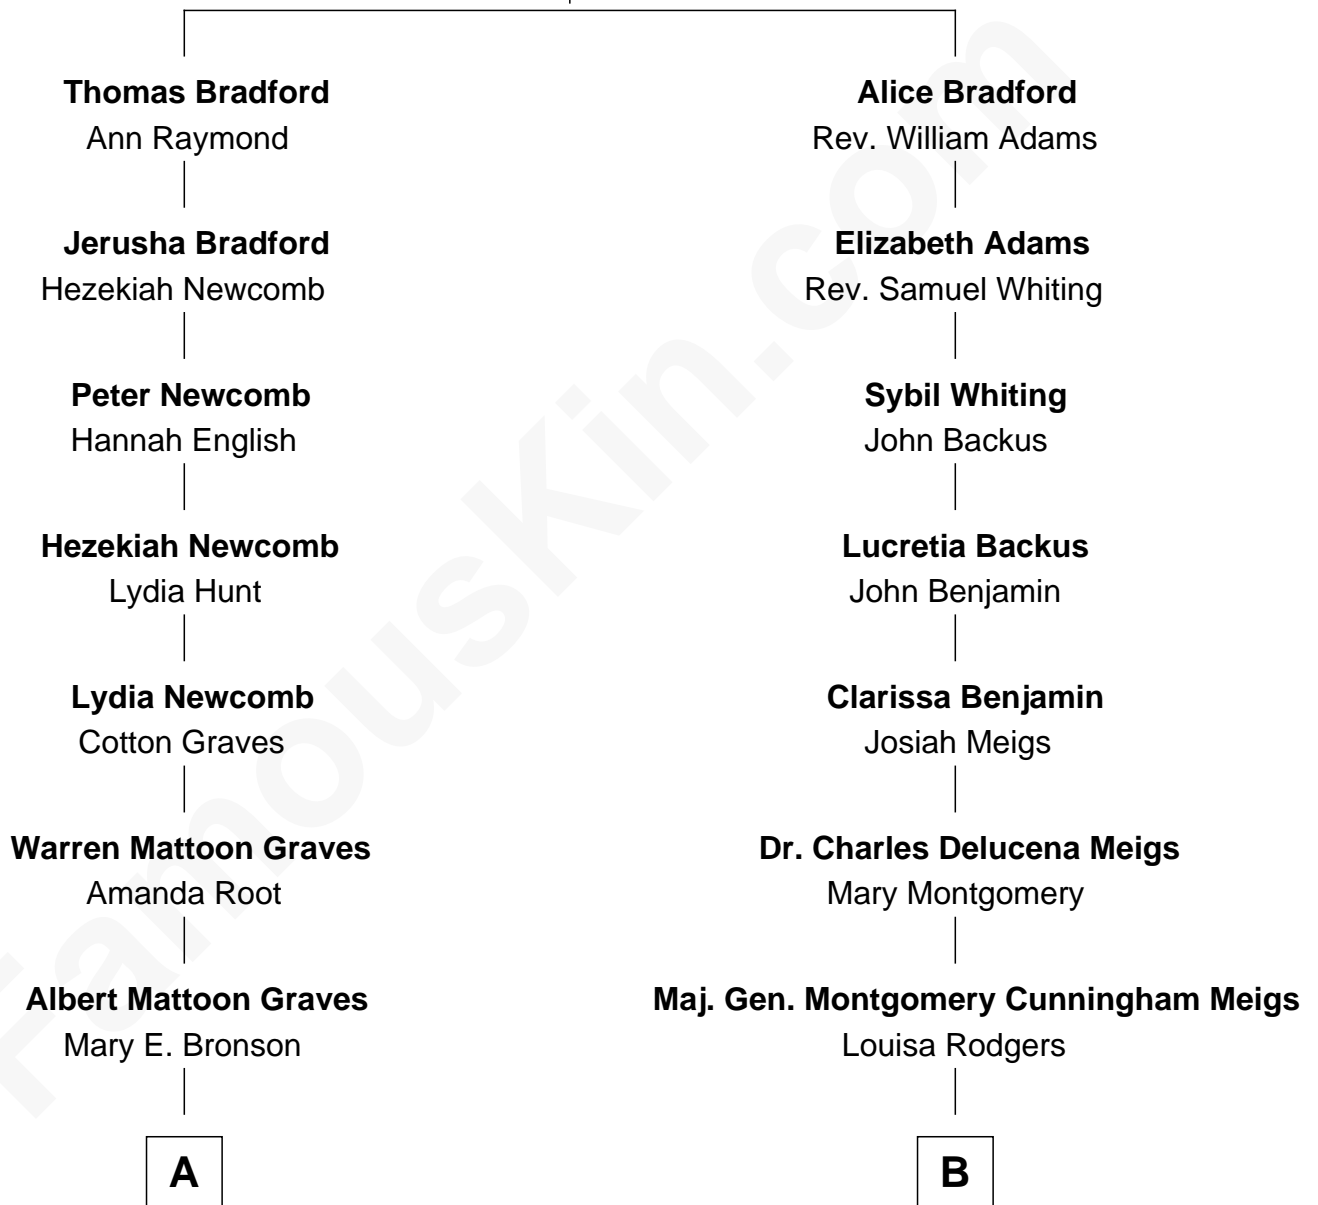 Thomas Bradford
Ann Raymond
Jerusha Bradford
Hezekiah Newcomb
Peter Newcomb
Hannah English
Hezekiah Newcomb
Lydia Hunt
Lydia Newcomb
Cotton Graves
Warren Mattoon Graves
Amanda Root
Albert Mattoon Graves
Mary E. Bronson
A
Alice Bradford
Rev. William Adams
Elizabeth Adams
Rev. Samuel Whiting
Sybil Whiting
John Backus
Lucretia Backus
John Benjamin
Clarissa Benjamin
Josiah Meigs
Dr. Charles Delucena Meigs
Mary Montgomery
Maj. Gen. Montgomery Cunningham Meigs
Louisa Rodgers
B
FamousKin.com